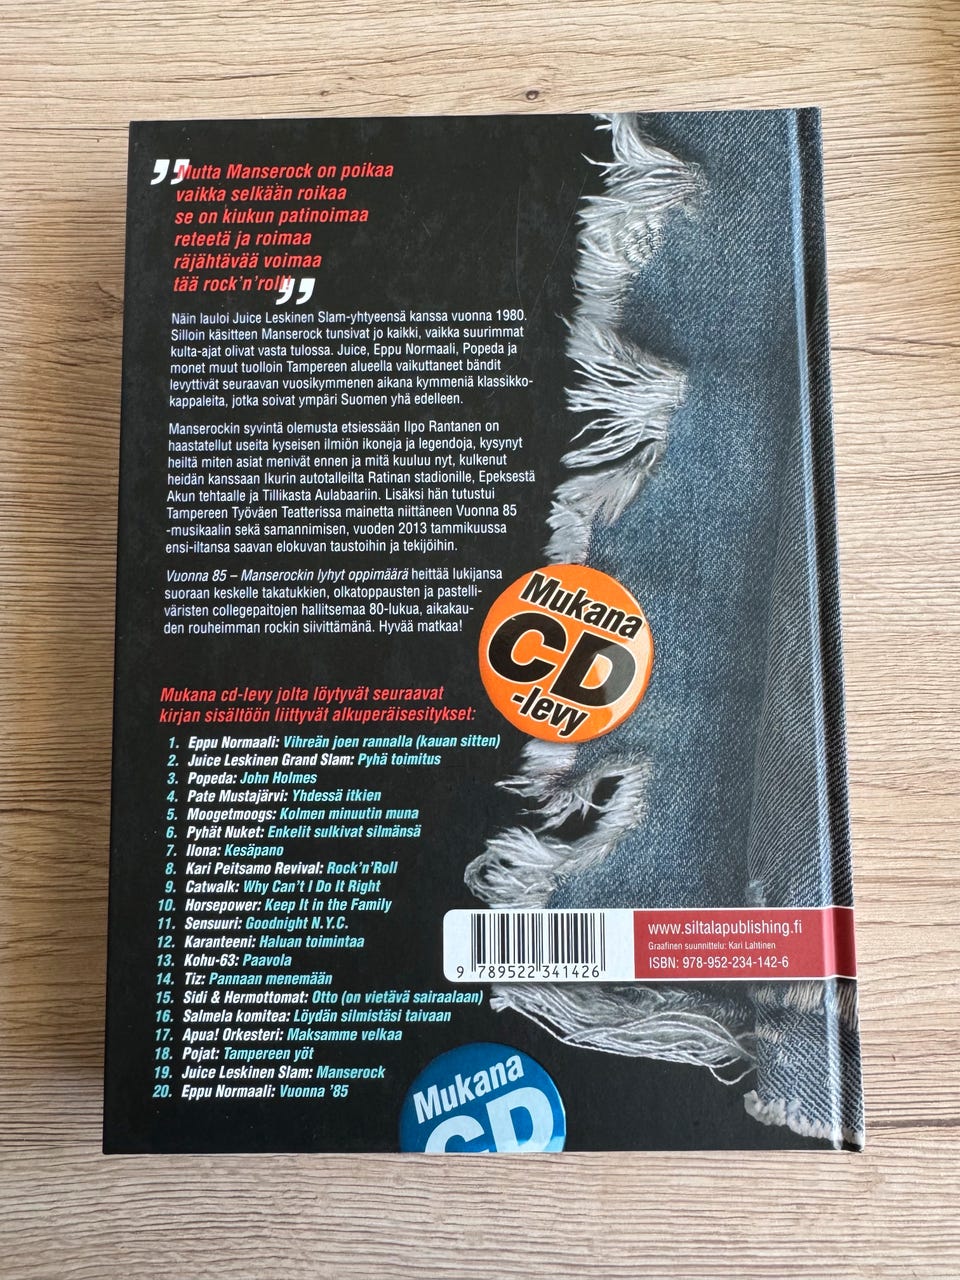 ”Mutta Manserock on poikaa
vaikka selkään roikaa
se on kiukun patinoimaa
reteetä ja roimaa
räjähtävää voimaa
tää rock'n'roll!”
Näin lauloi Juice Leskinen Slam-yhtyeensä kanssa vuonna 1980.
Silloin käsitteen Manserock tunsivat jo kaikki, vaikka suurimmat
kulta-ajat olivat vasta tulossa. Juice, Eppu Normaali, Popeda ja
monet muut tuolloin Tampereen alueella vaikuttaneet bändit
levyttivät seuraavan vuosikymmenen aikana kymmeniä klassikko-
kappaleita, jotka soivat ympäri Suomen yhä edelleen.
Manserockin syvintä olemusta etsiessään Ilpo Rantanen on
haastatellut useita kyseisen ilmiön ikoneja ja legendoja, kysynyt
heiltä miten asiat menivät ennen ja mitä kuuluu nyt, kulkenut
heidän kanssaan Ikurin autotalleilta Ratinan stadionille, Epeksestä
Akun tehtaalle ja Tillikasta Aulabaariin. Lisäksi hän tutustui
Tampereen Työväen Teatterissa mainetta niittäneen Vuonna 85
-musikaalin sekä samannimisen, vuoden 2013 tammikuussa
ensi-iltansa saavan elokuvan taustoihin ja tekijöihin.
Vuonna 85 – Manserockin lyhyt oppimäärä heittää lukijansa
suoraan keskelle takatukkien, olkatoppausten ja pastelli-
väristen collegepaitojen hallitsemaa 80-lukua, aikakau-
den rouheimman rockin siivittämänä. Hyvää matkaa!
Mukana
CD
-levy
Mukana cd-levy jolta löytyvät seuraavat
kirjan sisältöön liittyvät alkuperäisesitykset:
1. Eppu Normaali: Vihreän joen rannalla (kauan sitten)
2. Juice Leskinen Grand Slam: Pyhä toimitus
3. Popeda: John Holmes
4. Pate Mustajärvi: Yhdessä itkien
5. Moogetmoogs: Kolmen minuutin muna
6. Pyhät Nuket: Enkelit sulkivat silmänsä
7. Ilona: Kesäpano
8. Kari Peitsamo Revival: Rock'n'Roll
9. Catwalk: Why Can't I Do It Right
10. Horsepower: Keep It in the Family
11. Sensuuri: Goodnight N.Y.C.
12. Karanteeni: Haluan toimintaa
13. Kohu-63: Paavola
14. Tiz: Pannaan menemään
15. Sidi & Hermottomat: Otto (on vietävä sairaalaan)
16. Salmela komitea: Löydän silmistäsi taivaan
17. Apua! Orkesteri: Maksamme velkaa
18. Pojat: Tampereen yöt
19. Juice Leskinen Slam: Manserock
20. Eppu Normaali: Vuonna '85
9 789522 341426
www.siltalapublishing.fi
Graafinen suunnittelu: Kari Lahtinen
ISBN: 978-952-234-142-6
Mukana
CD